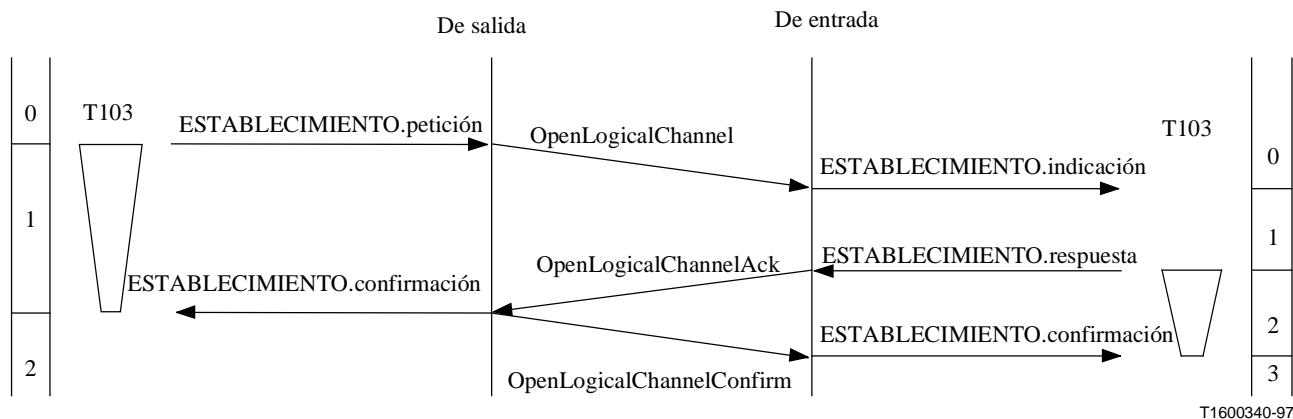 De salida
De entrada
0
T103
ESTABLECIMIENTO.petición
OpenLogicalChannel
T103
ESTABLECIMIENTO.indicación
0
1
1
OpenLogicalChannelAck
ESTABLECIMIENTO.respuesta
ESTABLECIMIENTO.confirmación
ESTABLECIMIENTO.confirmación
2
2
OpenLogicalChannelConfirm
3
T1600340-97